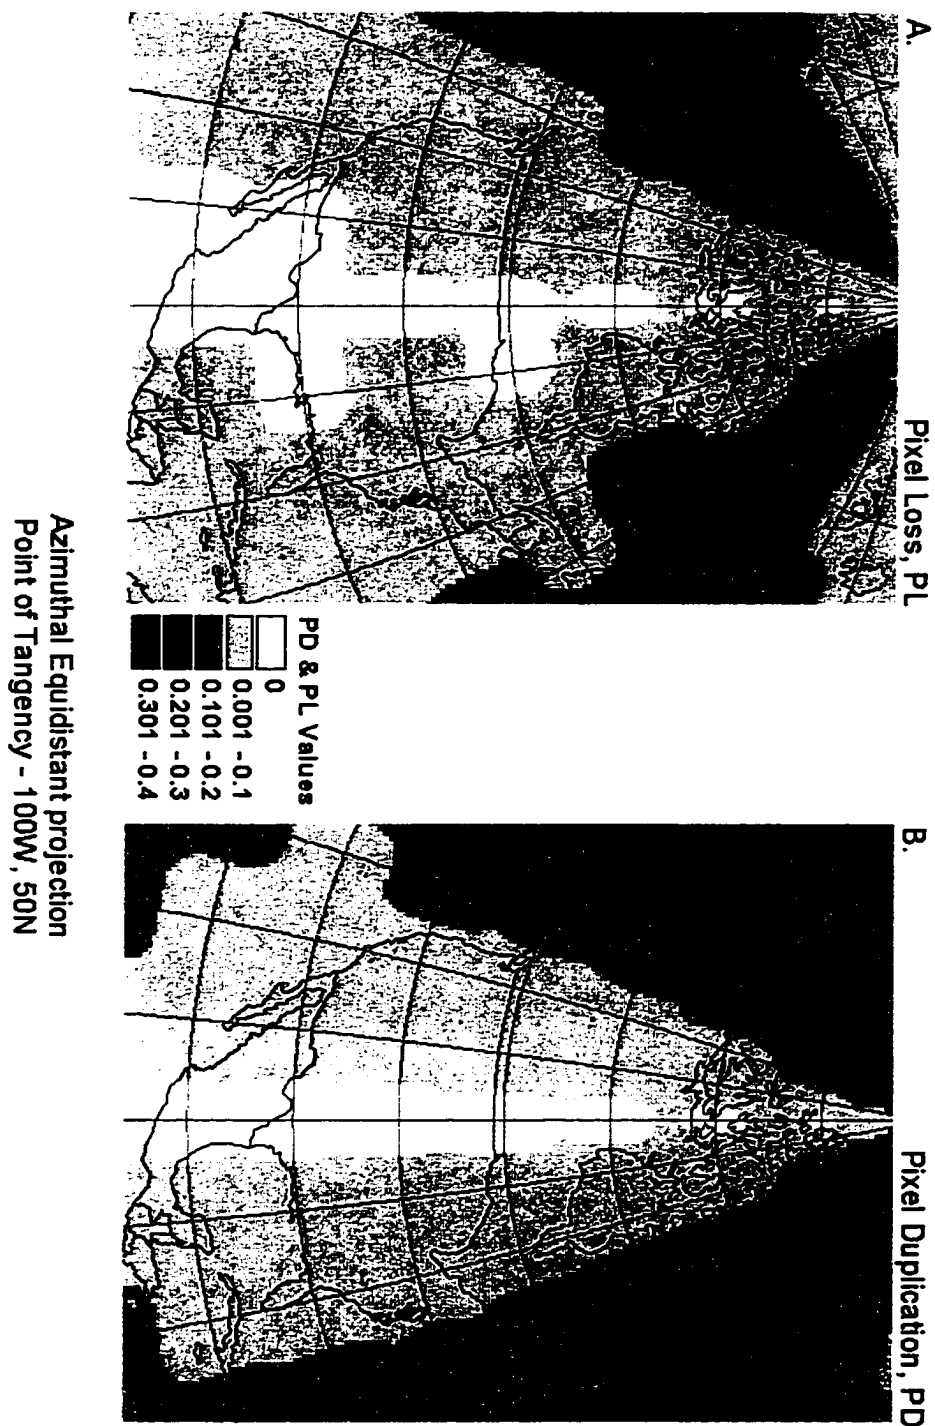 A.
Pixel Loss, PL
B.
Pixel Duplication, PD
PD & PL Values
0
0.001 - 0.1
0.101 - 0.2
0.201 - 0.3
0.301 - 0.4
Azimuthal Equidistant projection
Point of Tangency - 100W, 50N